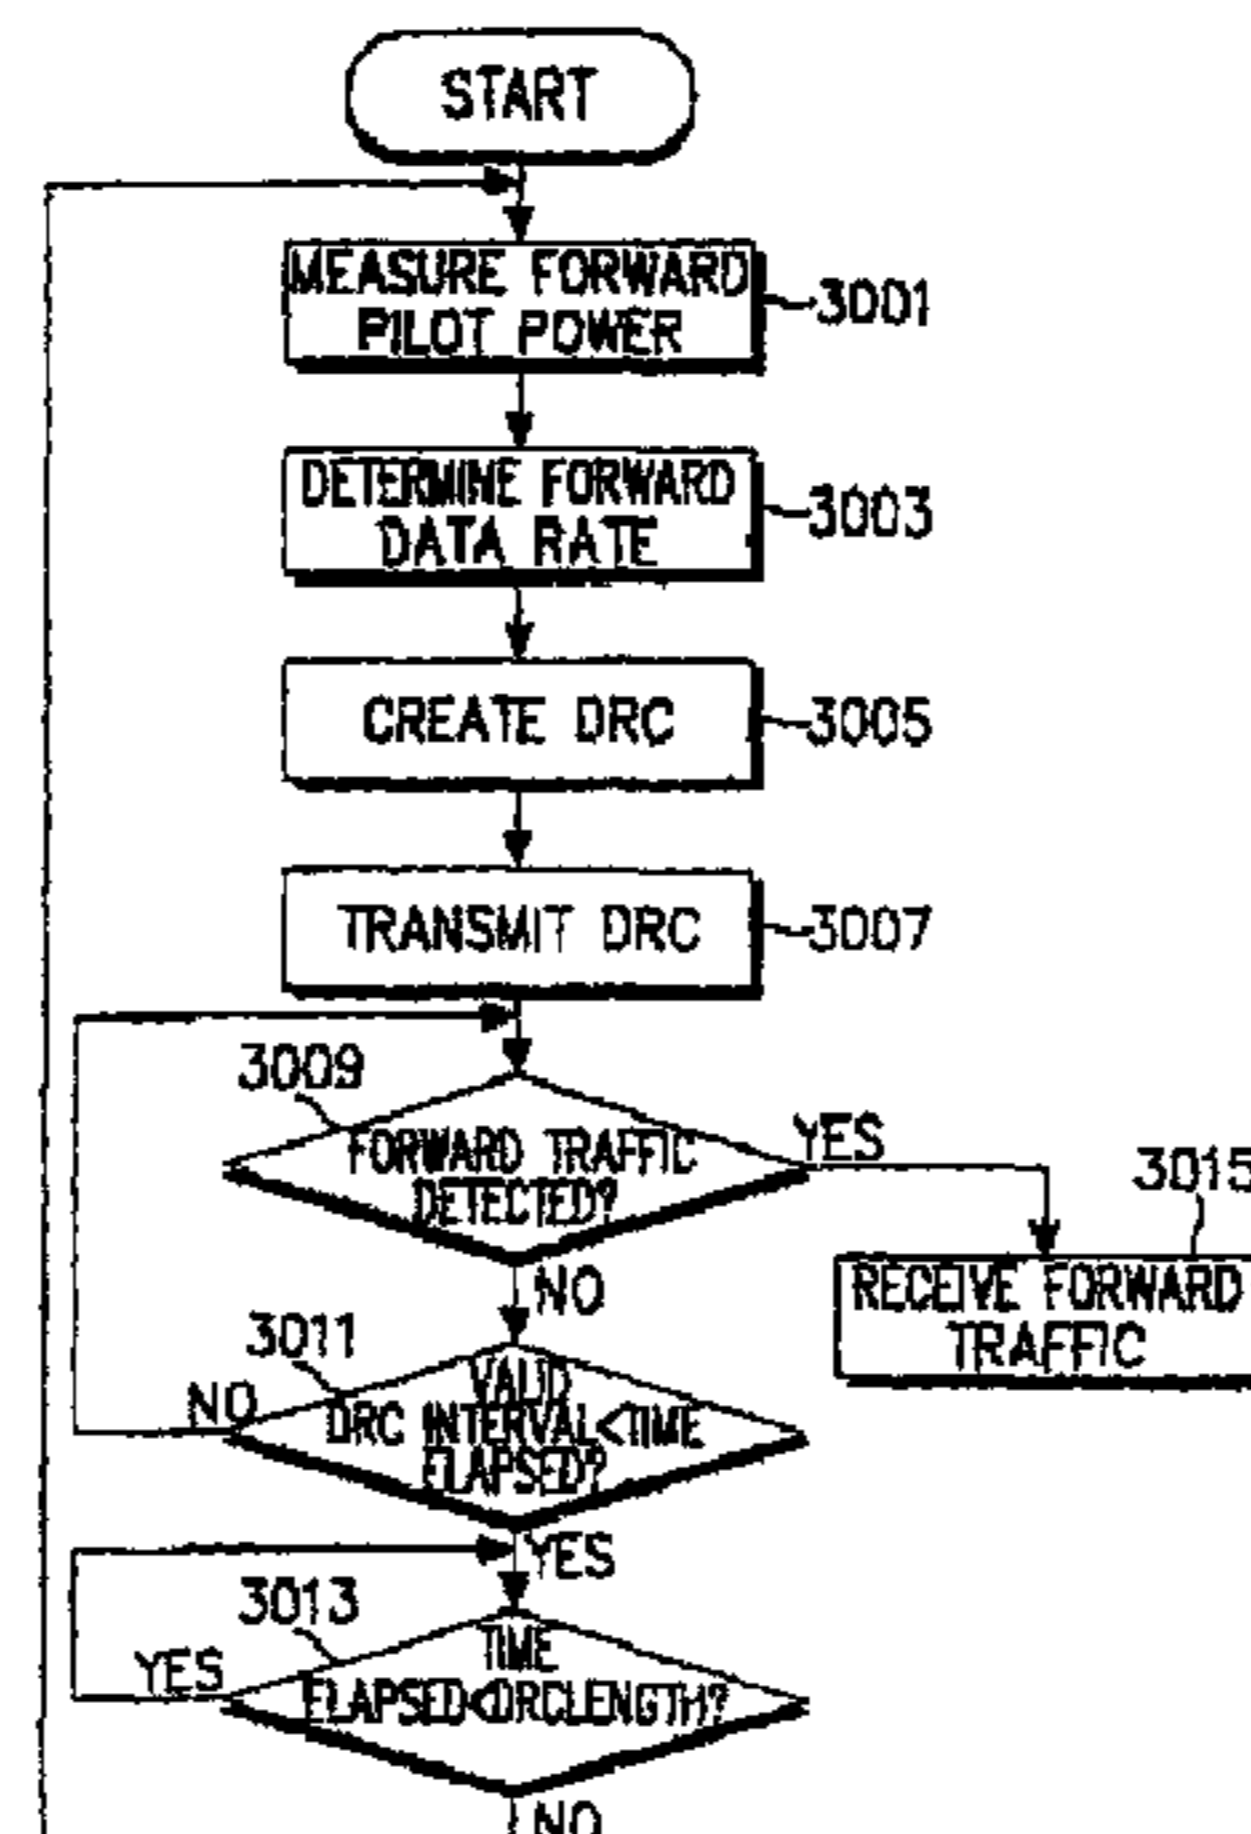 START
MEASURE FORWARD
PILOT POWER
3001
DETERMINE FORWARD
DATA RATE
3003
CREATE DRC
3005
TRANSMIT DRC
3007
3009
FORWARD TRAFFIC
DETECTED?
YES
3015
RECEIVE FORWARD
TRAFFIC
NO
3011
VALID
DRC INTERVAL<TIME
ELAPSED?
NO
YES
3013
TIME
ELAPSED<DRCLENGTH?
YES
NO